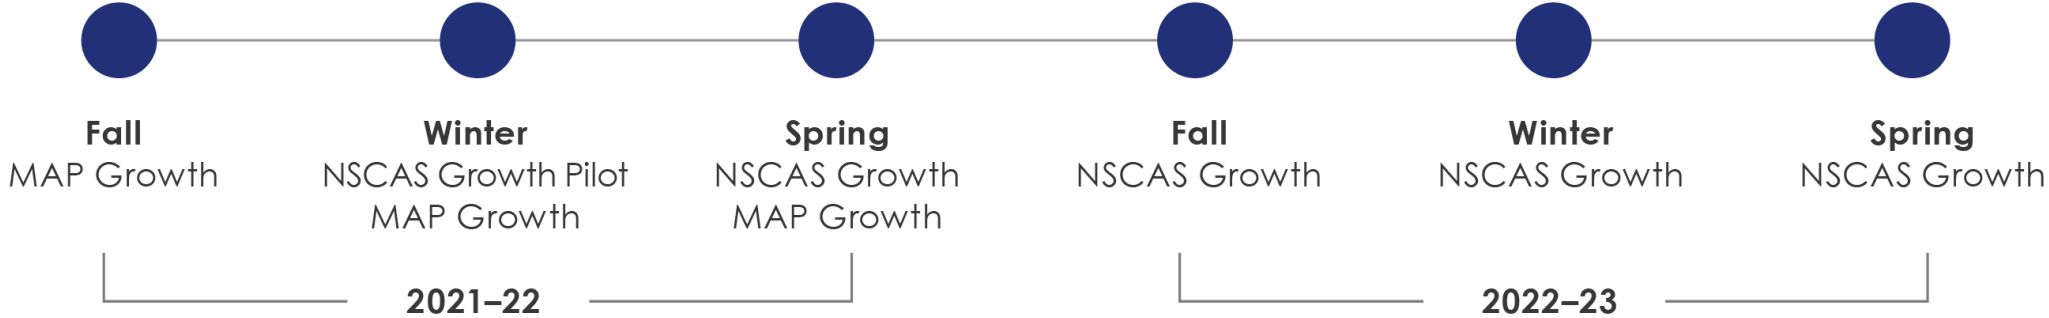 Fall
MAP Growth
Winter
NSCAS Growth Pilot
MAP Growth
Spring
NSCAS Growth
MAP Growth
Fall
NSCAS Growth
Winter
NSCAS Growth
Spring
NSCAS Growth
2021–22
2022–23